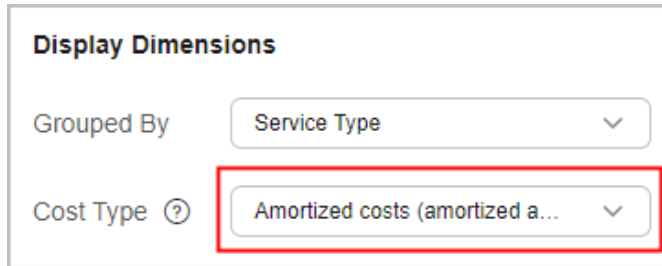 Display Dimensions
Grouped By Service Type
Cost Type ? Amortized costs (amortized a...